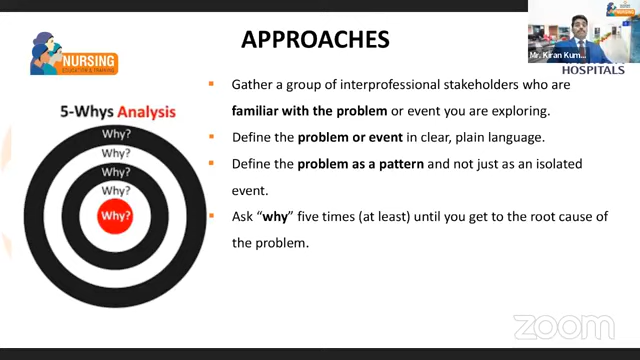 APPROACHES
NURSING
EDUCATION & TRAINING
Mr. Kiran Kum...
HOSPITALS
5-Whys Analysis
Why?
Why?
Why?
Why?
Why?
▪ Gather a group of interprofessional stakeholders who are
familiar with the problem or event you are exploring.
▪ Define the problem or event in clear, plain language.
▪ Define the problem as a pattern and not just as an isolated
event.
▪ Ask “why” five times (at least) until you get to the root cause of
the problem.
zoom